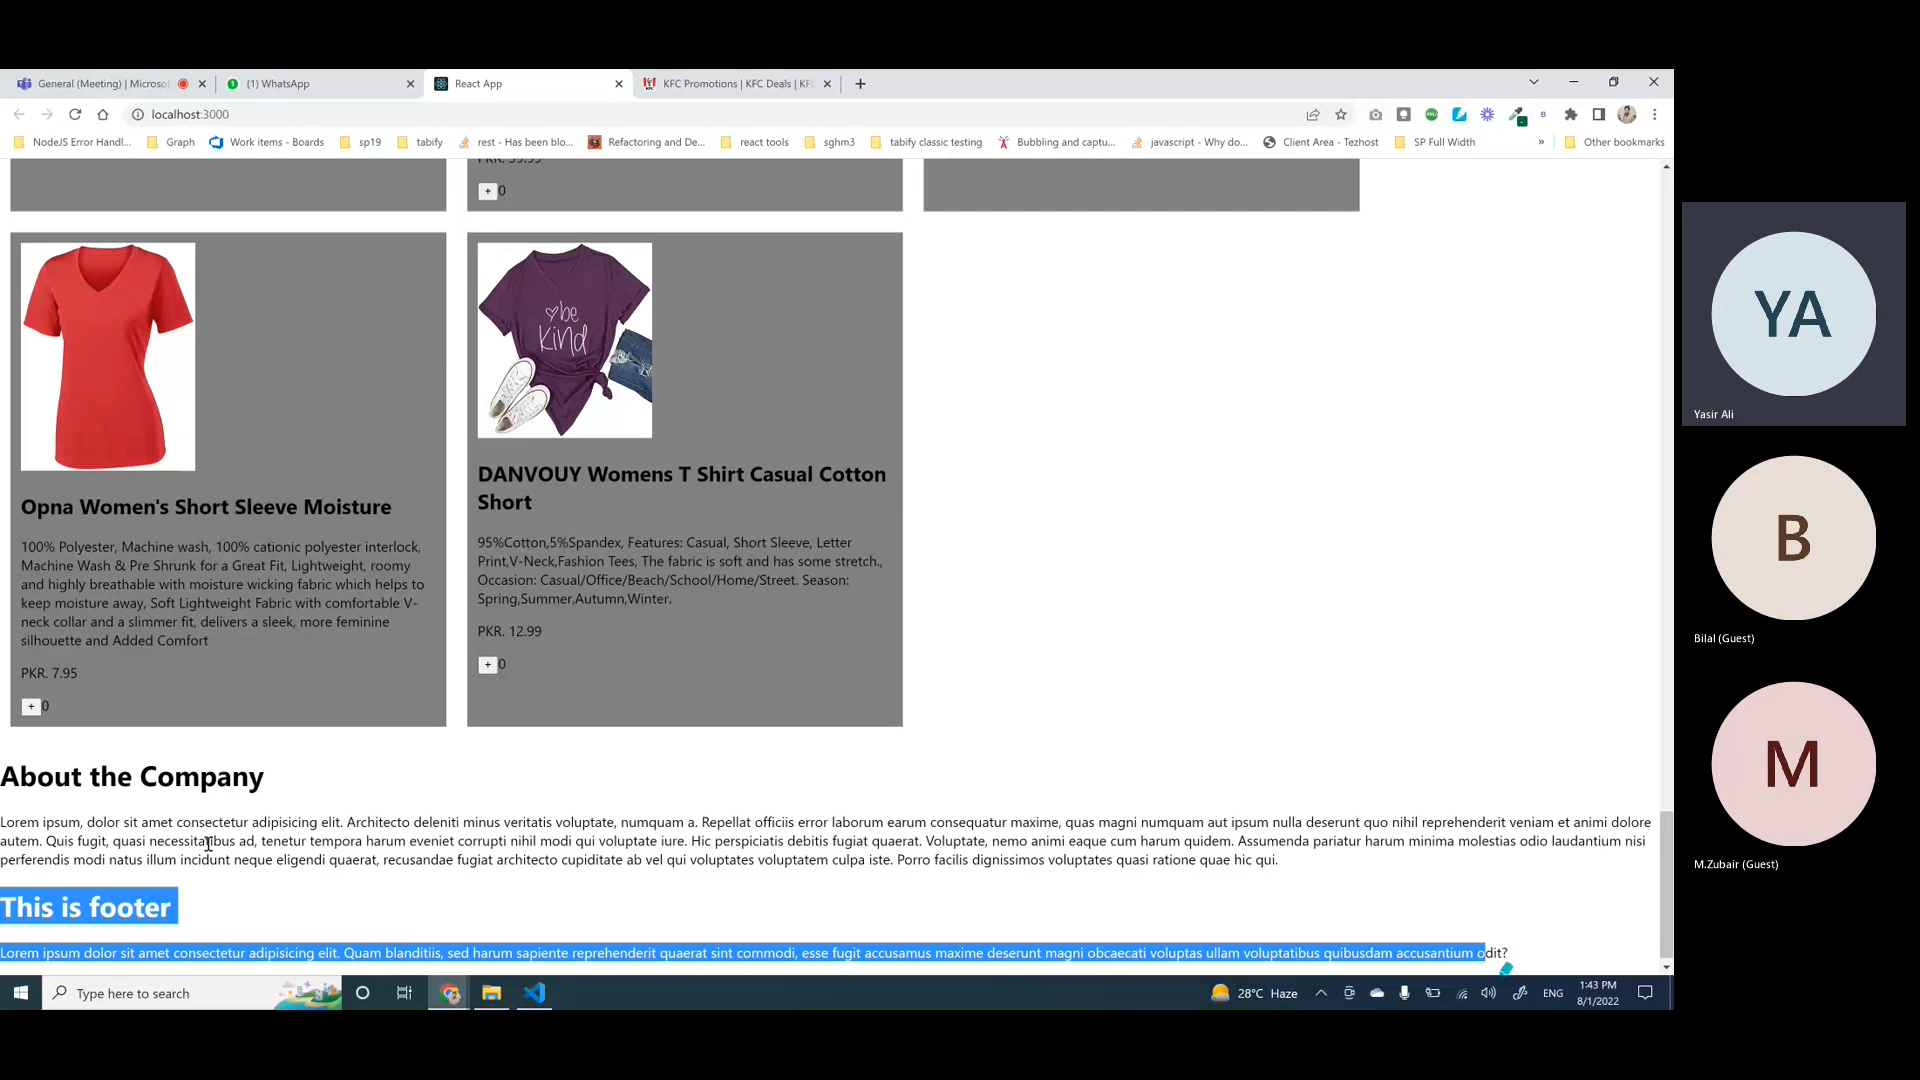 General (Meeting) | Microso
(1) WhatsApp
React App
KFC Promotions | KFC Deals | KF
localhost:3000
NodeJS Error Handl...
Graph
Work items - Boards
sp19
tabify
rest - Has been blo...
Refactoring and De...
react tools
sghm3
tabify classic testing
Bubbling and captu...
javascript - Why do...
Client Area - Tezhost
SP Full Width
»
Other bookmarks
+ 0
be
kind
Opna Women's Short Sleeve Moisture
100% Polyester, Machine wash, 100% cationic polyester interlock,
Machine Wash & Pre Shrunk for a Great Fit, Lightweight, roomy
and highly breathable with moisture wicking fabric which helps to
keep moisture away, Soft Lightweight Fabric with comfortable V-
neck collar and a slimmer fit, delivers a sleek, more feminine
silhouette and Added Comfort
PKR. 7.95
+ 0
DANVOUY Womens T Shirt Casual Cotton
Short
95%Cotton,5%Spandex, Features: Casual, Short Sleeve, Letter
Print,V-Neck,Fashion Tees, The fabric is soft and has some stretch.,
Occasion: Casual/Office/Beach/School/Home/Street. Season:
Spring,Summer,Autumn,Winter.
PKR. 12.99
+ 0
About the Company
Lorem ipsum, dolor sit amet consectetur adipisicing elit. Architecto deleniti minus veritatis voluptate, numquam a. Repellat officiis error laborum earum consequatur maxime, quas magni numquam aut ipsum nulla deserunt quo nihil reprehenderit veniam et animi dolore
autem. Quis fugit, quasi necessitatibus ad, tenetur tempora harum eveniet corrupti nihil modi qui voluptate iure. Hic perspiciatis debitis fugiat quaerat. Voluptate, nemo animi eaque cum harum quidem. Assumenda pariatur harum minima molestias odio laudantium nisi
perferendis modi natus illum incidunt neque eligendi quaerat, recusandae fugiat architecto cupiditate ab vel qui voluptates voluptatem culpa iste. Porro facilis dignissimos voluptates quasi ratione quae hic qui.
This is footer
Lorem ipsum dolor sit amet consectetur adipisicing elit. Quam blanditiis, sed harum sapiente reprehenderit quaerat sint commodi, esse fugit accusamus maxime deserunt magni obcaecati voluptas ullam voluptatibus quibusdam accusantium odit?
Type here to search
28°C Haze
ENG
1:43 PM
8/1/2022
YA
Yasir Ali
B
Bilal (Guest)
M
M.Zubair (Guest)